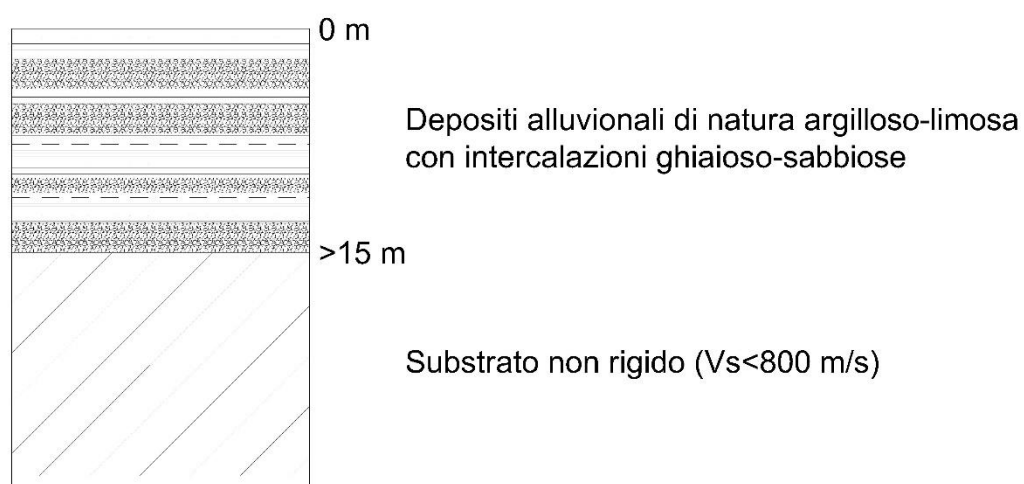 0 m
Depositi alluvionali di natura argilloso-limosa
con intercalazioni ghiaioso-sabbiose
>15 m
Substrato non rigido (Vs<800 m/s)